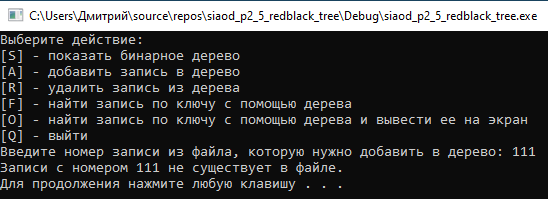 C:\Users\Дмитрий\source\repos\siaod_p2_5_redblack_tree\Debug\siaod_p2_5_redblack_tree.exe
Выберите действие:
[S] - показать бинарное дерево
[A] - добавить запись в дерево
[R] - удалить запись из дерева
[F] - найти запись по ключу с помощью дерева
[O] - найти запись по ключу с помощью дерева и вывести ее на экран
[Q] - выйти
Введите номер записи из файла, которую нужно добавить в дерево: 111
Записи с номером 111 не существует в файле.
Для продолжения нажмите любую клавишу . . .